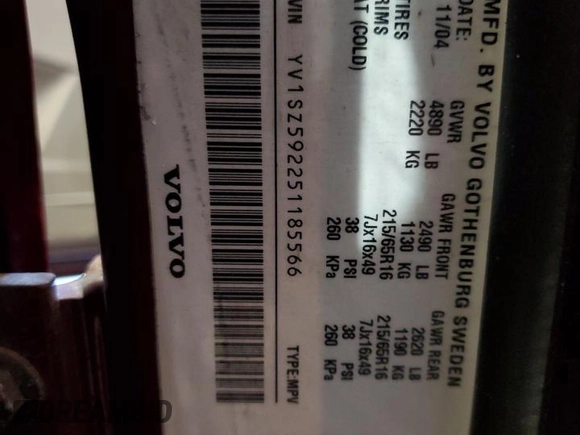 MFD. BY VOLVO GOTHENBURG SWEDEN
DATE: 11/04
GVWR GAWR FRONT GAWR REAR
4890 LB 2490 LB 2620 LB
2220 KG 1130 KG 1190 KG
TIRES 215/65R16 215/65R16
RIMS 7Jx16x49 7Jx16x49
AT (COLD) 38 PSI 38 PSI
260 KPa 260 KPa
VIN YV1SZ592251185566 TYPE:MPV
VOLVO